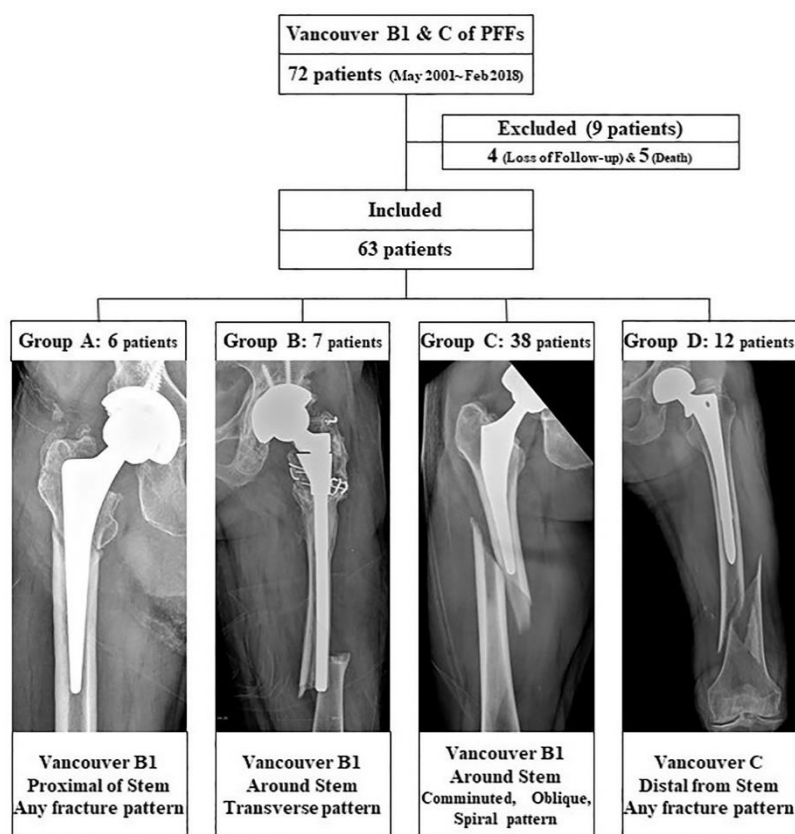 Vancouver B1 & C of PFFs
72 patients (May 2001~Feb 2018)
Excluded (9 patients)
4 (Loss of Follow-up) & 5 (Death)
Included
63 patients
Group A: 6 patients
Group B: 7 patients
Group C: 38 patients
Group D: 12 patients
Vancouver B1
Proximal of Stem
Any fracture pattern
Vancouver B1
Around Stem
Transverse pattern
Vancouver B1
Around Stem
Comminuted, Oblique,
Spiral pattern
Vancouver C
Distal from Stem
Any fracture pattern